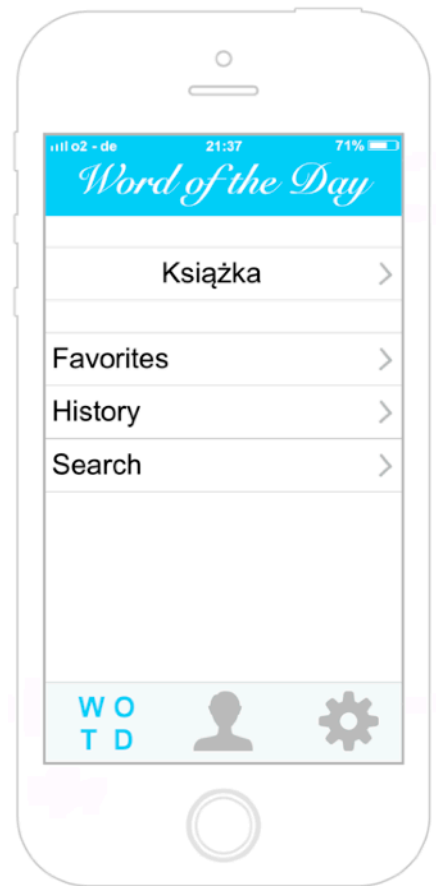 o2 - de 21:37 71%
Word of the Day
Książka
Favorites
History
Search
W O
T D